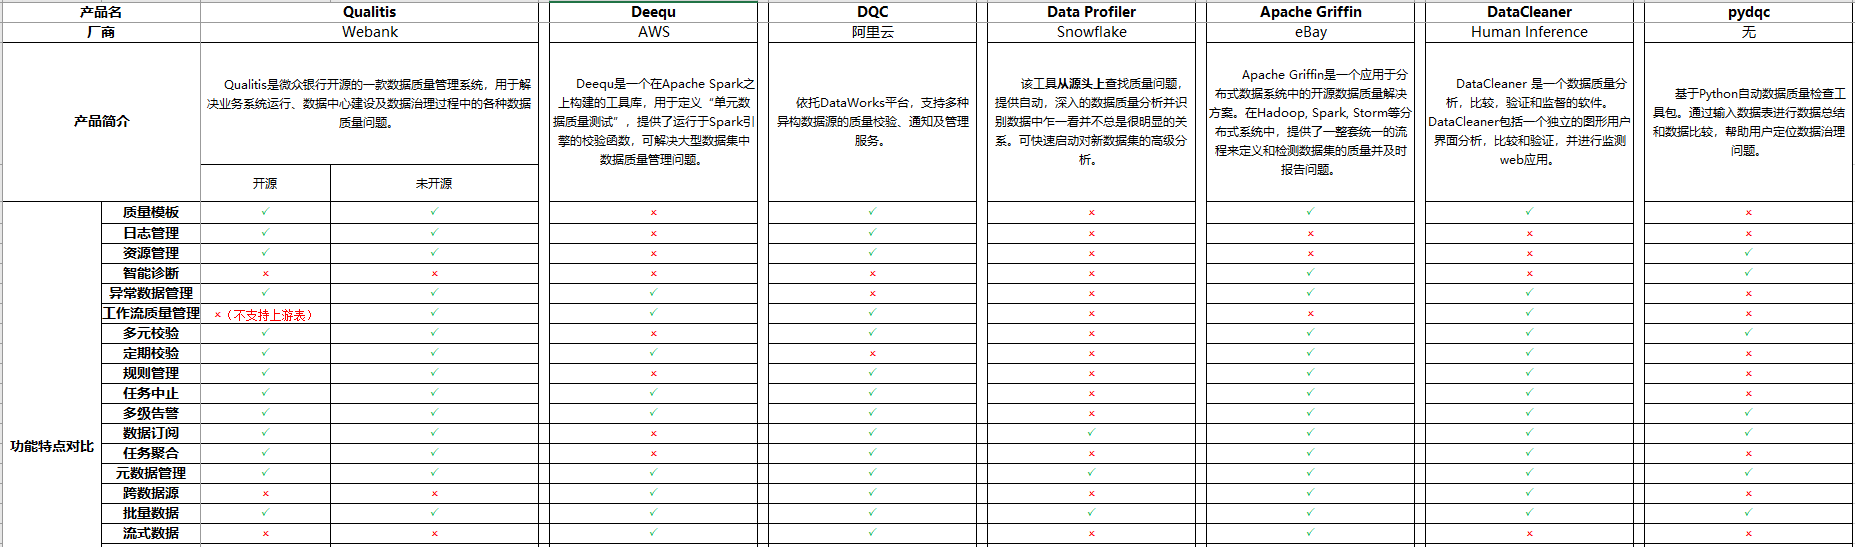 产品名 Qualitis Deequ DQC Data Profiler Apache Griffin DataCleaner pydqc
厂商 Webank AWS 阿里云 Snowflake eBay Human Inference 无
产品简介
Qualitis是微众银行开源的一款数据质量管理系统，用于解
决业务系统运行、数据中心建设及数据治理过程中的各种数据
质量问题。
开源 未开源
Deequ是一个在Apache Spark之
上构建的工具库，用于定义“单元数
据质量测试”，提供了运行于Spark引
擎的校验函数，可解决大型数据集中
数据质量管理问题。
依托DataWorks平台，支持多种
异构数据源的质量校验、通知及管理
服务。
该工具从源头上查找质量问题，
提供自动，深入的数据质量分析并识
别数据中乍一看并不总是很明显的关
系。可快速启动对新数据集的高级分
析。
Apache Griffin是一个应用于分
布式数据系统中的开源数据质量解决
方案。在Hadoop, Spark, Storm等分
布式系统中，提供了一整套统一的流
程来定义和检测数据集的质量并及时
报告问题。
DataCleaner 是一个数据质量分
析，比较，验证和监督的软件。
DataCleaner包括一个独立的图形用户
界面分析，比较和验证，并进行监测
web应用。
基于Python自动数据质量检查工
具包。通过输入数据表进行数据总结
和数据比较，帮助用户定位数据治理
问题。
功能特点对比
质量模板 ✓ ✓ × ✓ × ✓ ✓ ×
日志管理 ✓ ✓ × ✓ × × × ×
资源管理 ✓ ✓ × ✓ × × × ✓
智能诊断 × × × × × ✓ × ✓
异常数据管理 ✓ ✓ ✓ × × ✓ ✓ ×
工作流质量管理 ×（不支持上游表） ✓ ✓ ✓ × × ✓ ×
多元校验 ✓ ✓ × ✓ × ✓ ✓ ✓
定期校验 ✓ ✓ ✓ × × ✓ ✓ ×
规则管理 ✓ ✓ × ✓ × ✓ ✓ ×
任务中止 ✓ ✓ ✓ ✓ × ✓ ✓ ×
多级告警 ✓ ✓ ✓ ✓ × ✓ ✓ ✓
数据订阅 ✓ ✓ × ✓ ✓ ✓ ✓ ✓
任务聚合 ✓ ✓ × ✓ × ✓ ✓ ×
元数据管理 ✓ ✓ ✓ ✓ ✓ ✓ ✓ ✓
跨数据源 × × ✓ ✓ × ✓ ✓ ×
批量数据 ✓ ✓ ✓ ✓ ✓ ✓ ✓ ✓
流式数据 × × ✓ ✓ × ✓ × ×